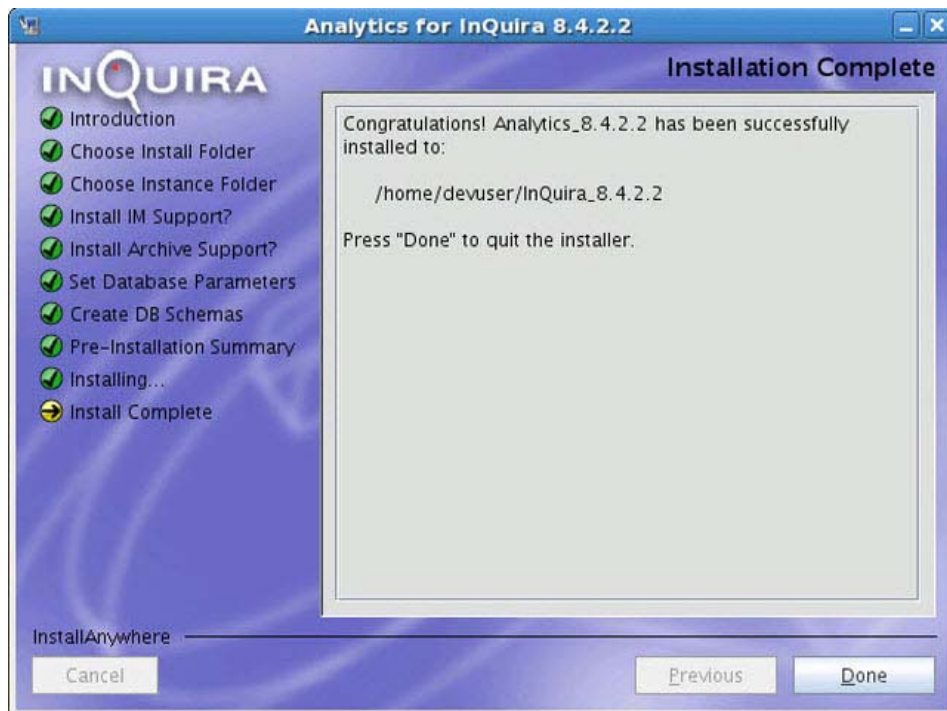 Analytics for InQuira 8.4.2.2
INQUIRA
Installation Complete
Introduction
Choose Install Folder
Choose Instance Folder
Install IM Support?
Install Archive Support?
Set Database Parameters
Create DB Schemas
Pre-Installation Summary
Installing...
Install Complete
Congratulations! Analytics_8.4.2.2 has been successfully
installed to:
/home/devuser/InQuira_8.4.2.2
Press "Done" to quit the installer.
InstallAnywhere
Cancel
Previous
Done